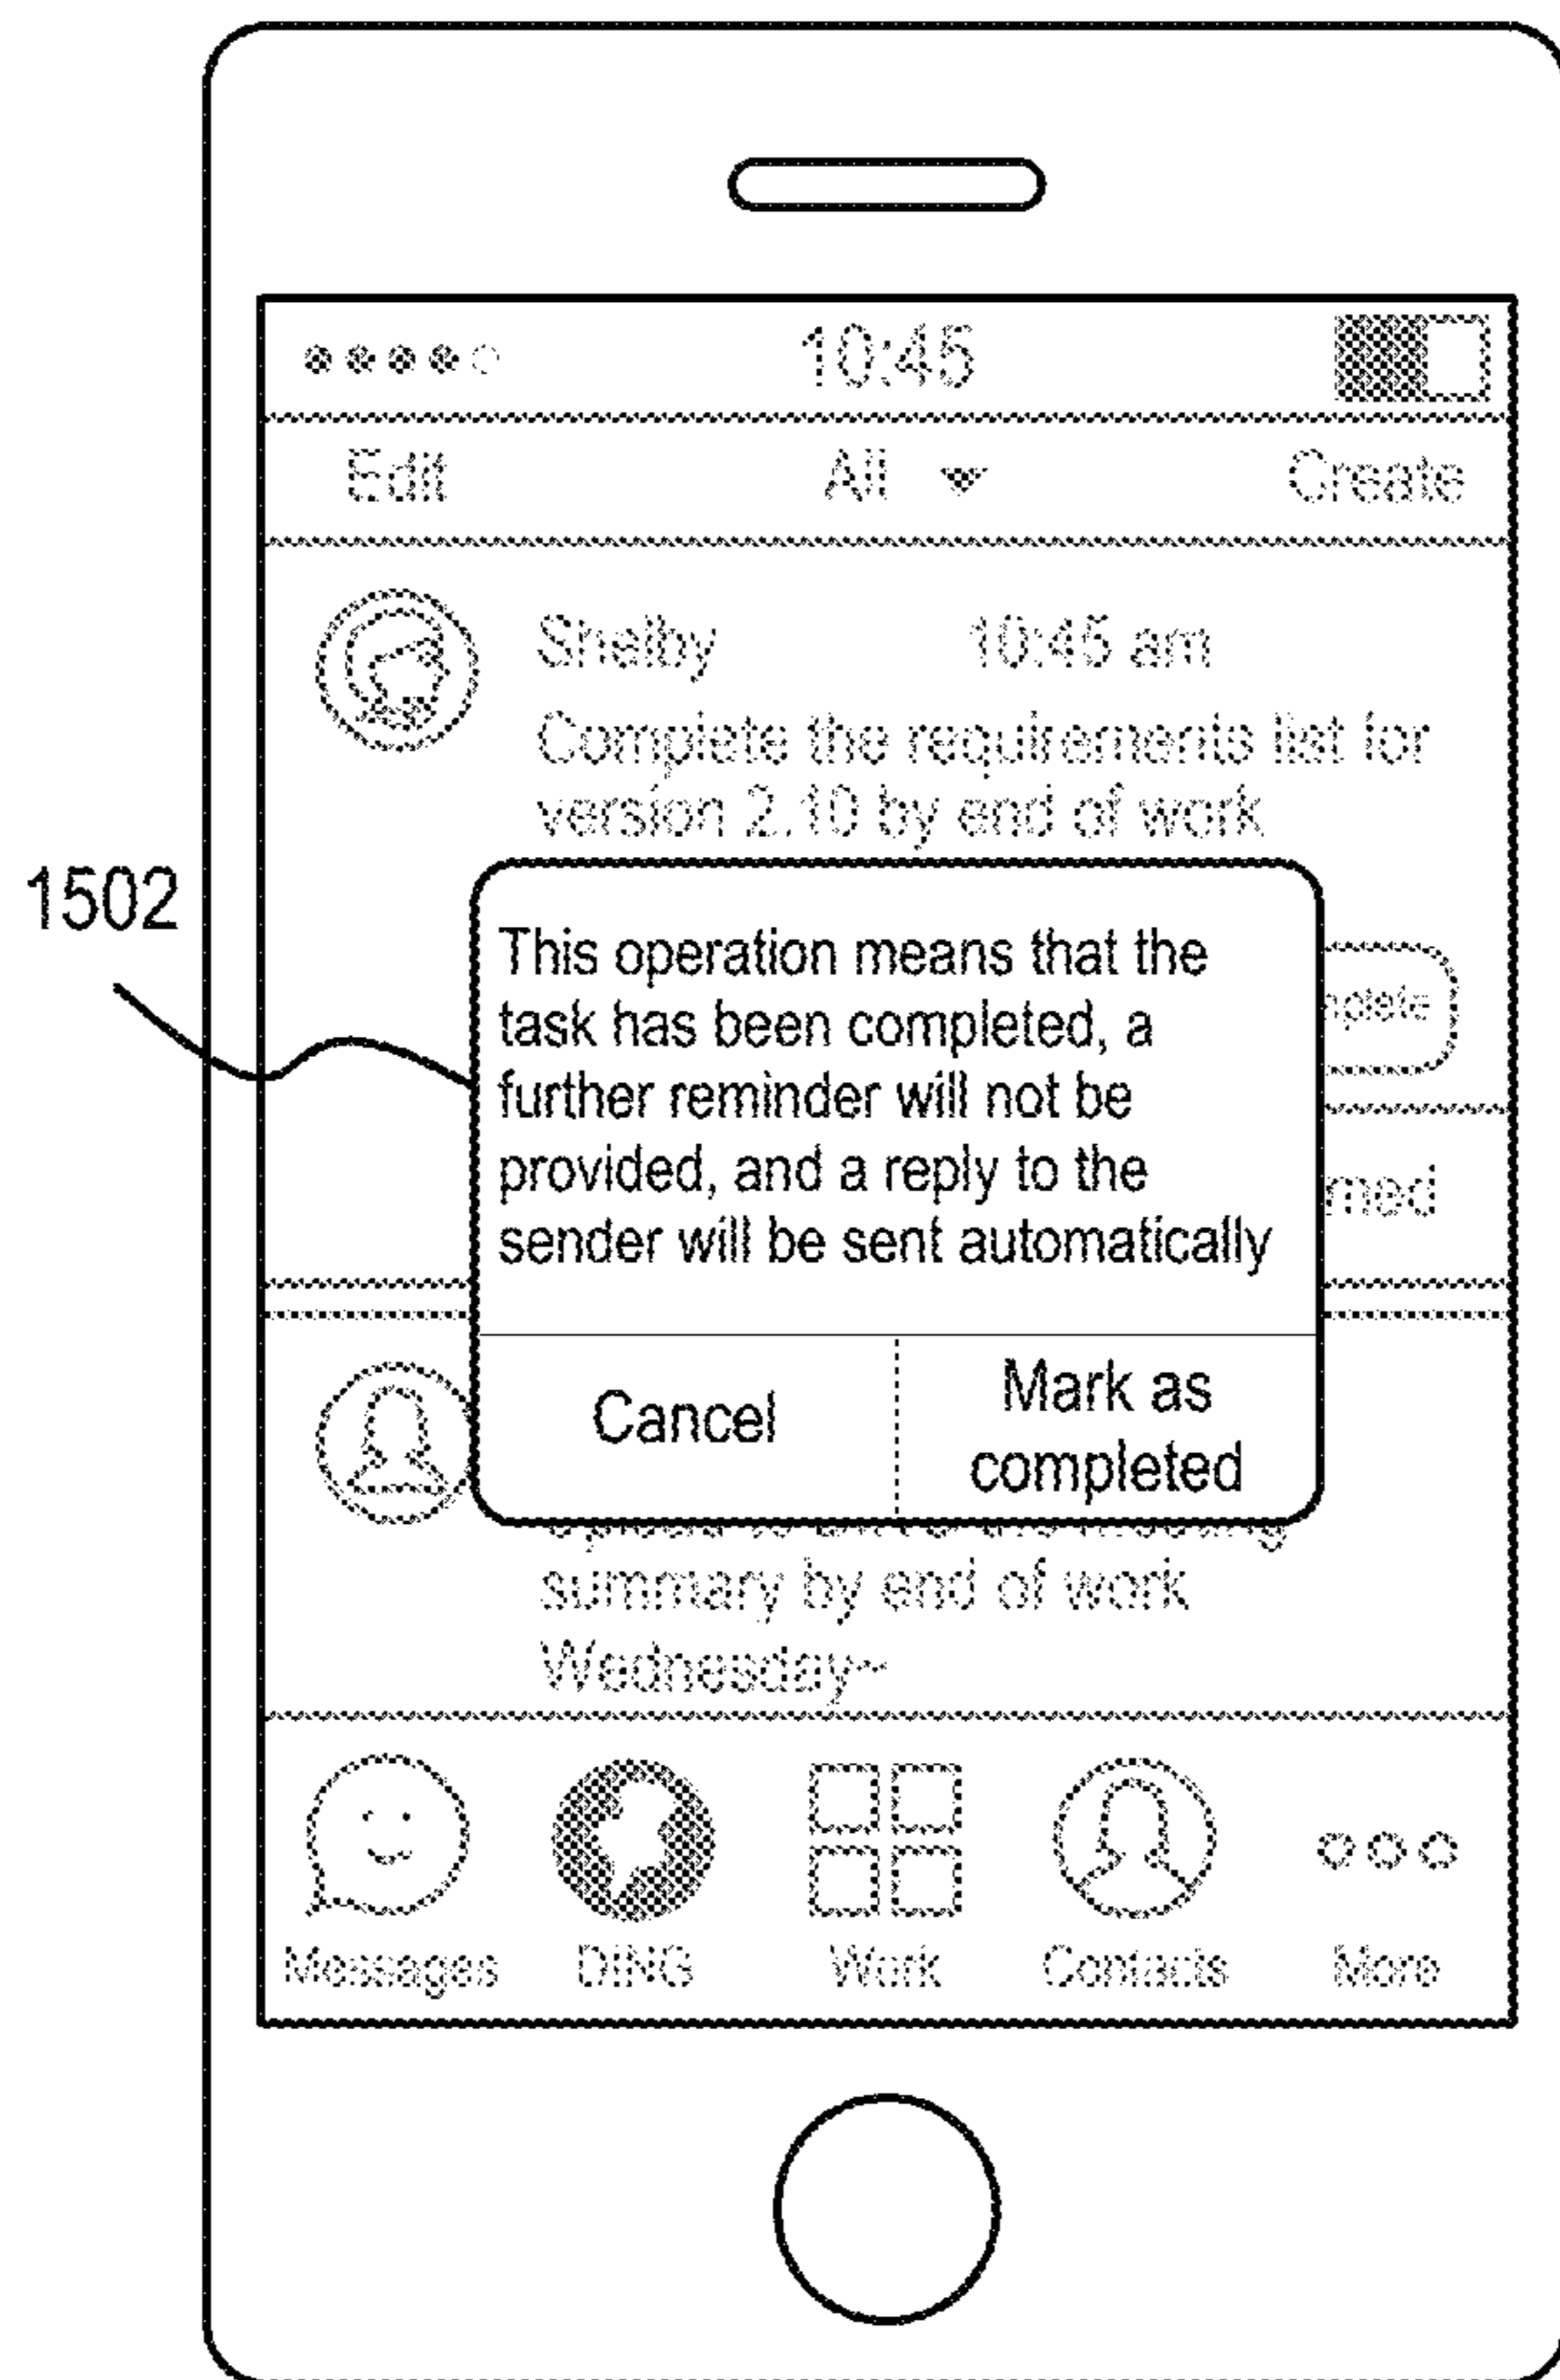 10:45
Edit All Create
Shelby 10:45 am
Complete the requirements list for
version 2.10 by end of work
1502
This operation means that the
task has been completed, a
further reminder will not be
provided, and a reply to the
sender will be sent automatically
Cancel
Mark as
completed
summary by end of work
Wednesday~
Messages DING Work Contacts More